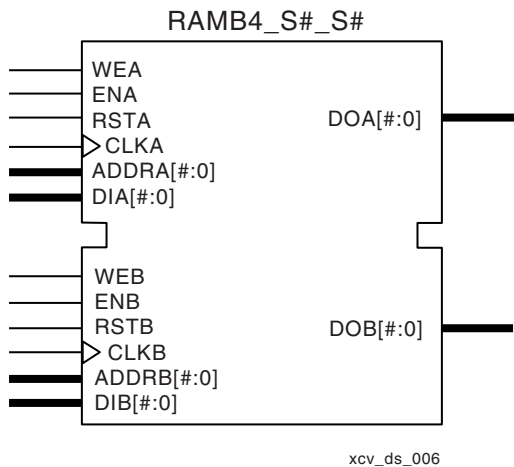 RAMB4_S#_S#
WEA
ENA
RSTA
CLKA
ADDRA[#:0]
DIA[#:0]
DOA[#:0]
WEB
ENB
RSTB
CLKB
ADDRB[#:0]
DIB[#:0]
DOB[#:0]
xcv_ds_006